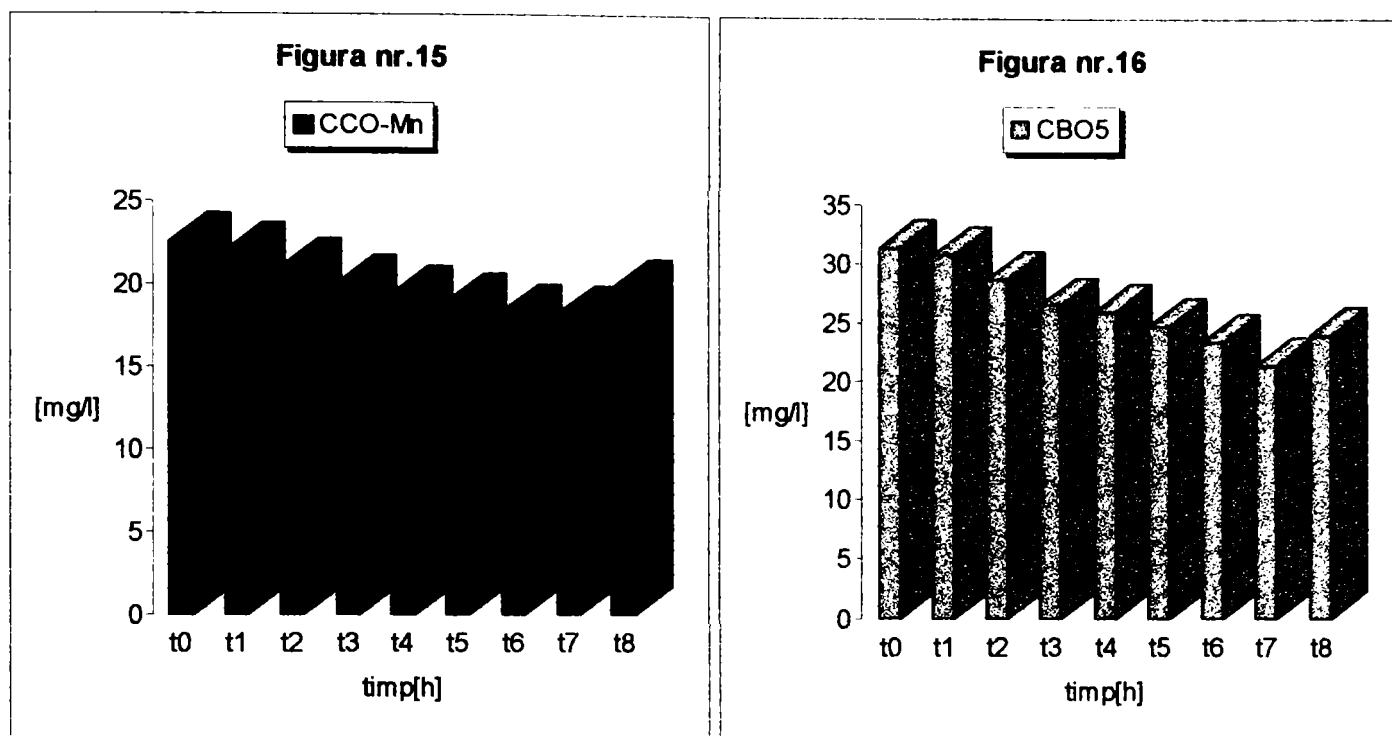 Figura nr.15
CCO-Mn
25
20
15
[mg/l]
10
5
0
t0 t1 t2 t3 t4 t5 t6 t7 t8
timp[h]
Figura nr.16
CBO5
35
30
25
20
[mg/l]
15
10
5
0
t0 t1 t2 t3 t4 t5 t6 t7 t8
timp[h]